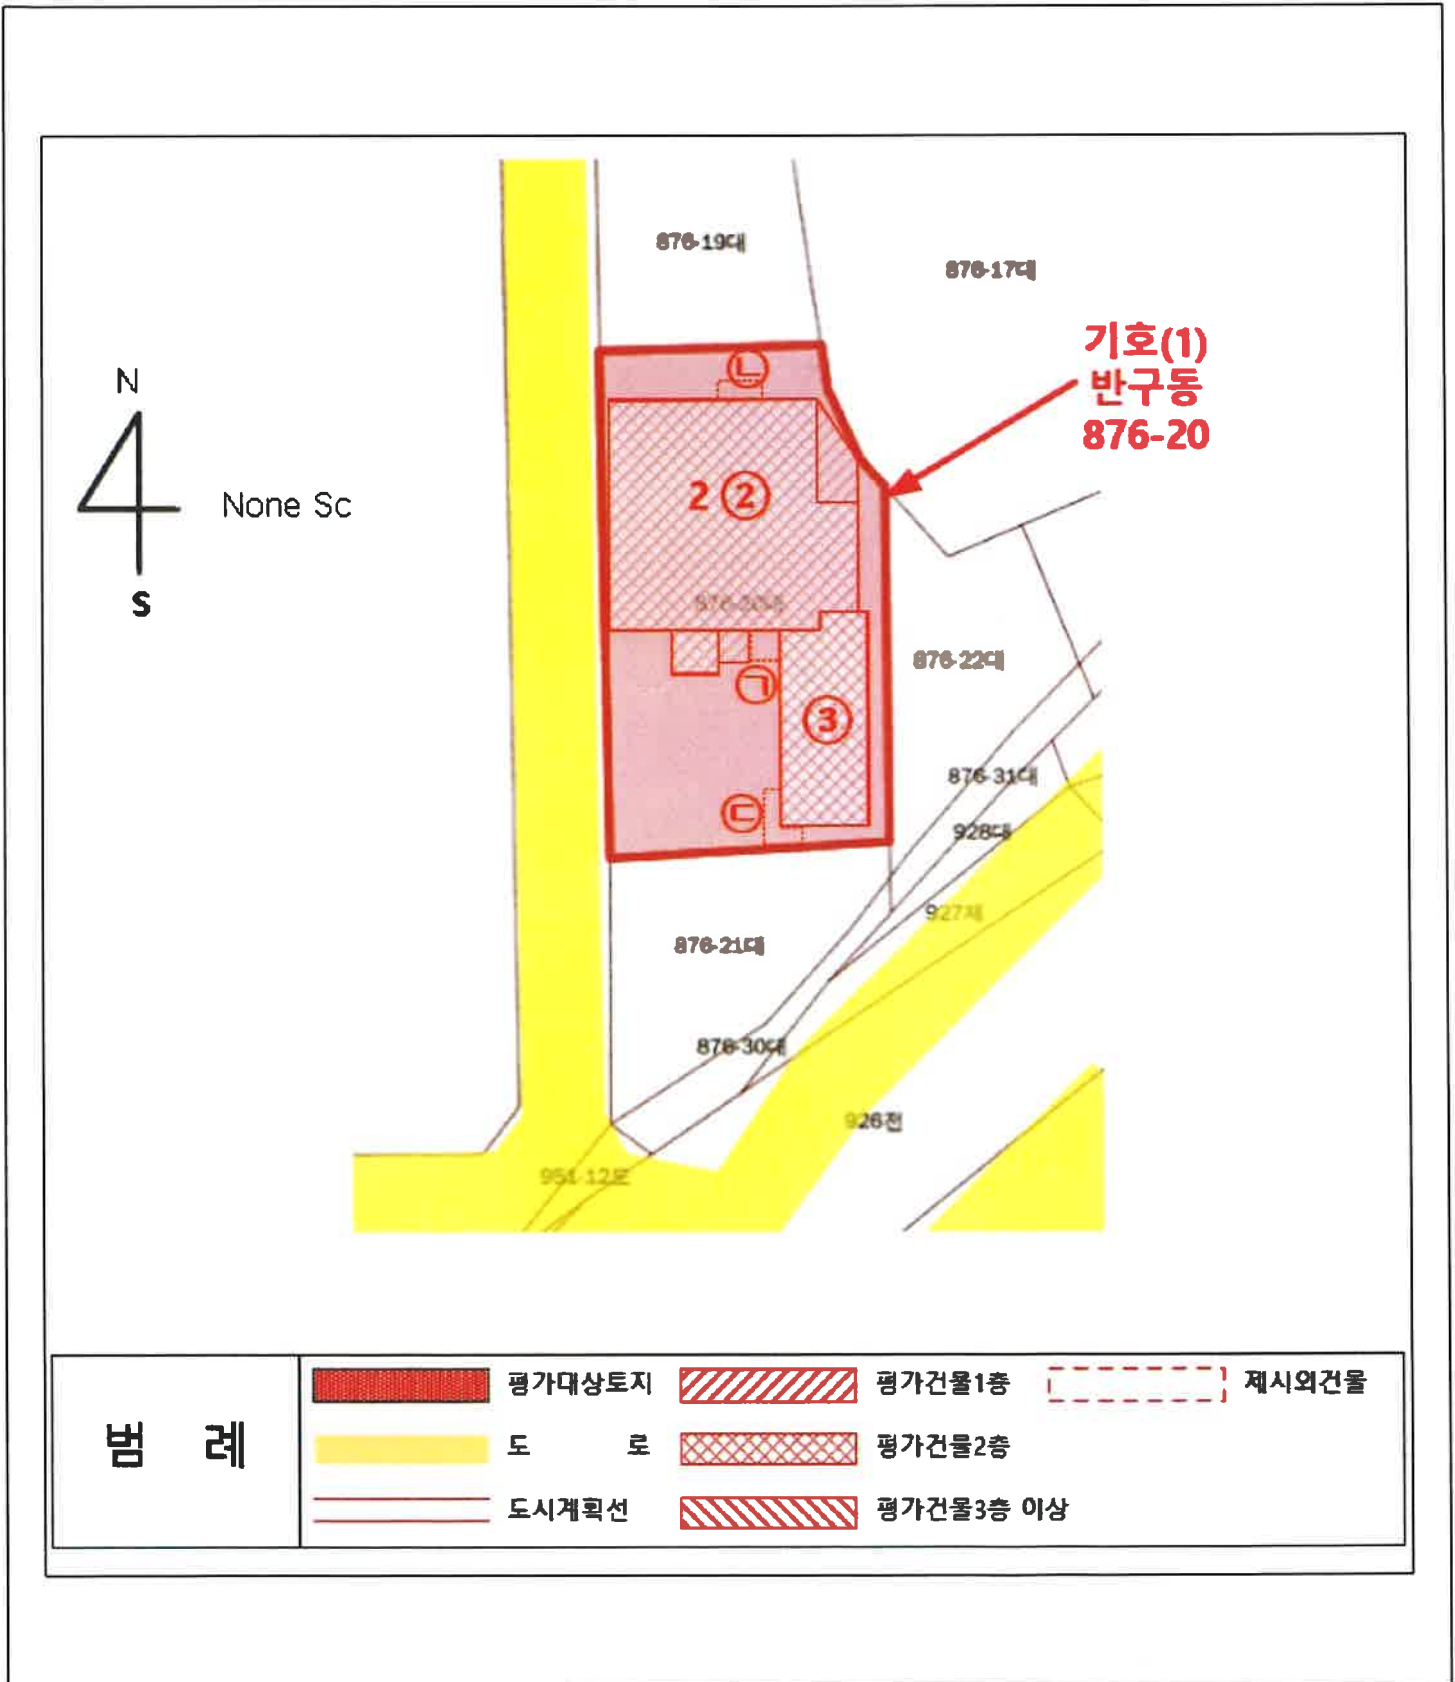 876-19대
876-17대
기호(1)
반구동
876-20
N
None Sc
S
㉡
2 ②
876-20대
876-22대
㉠
③
876-31대
㉢
928대
927제
876-21대
876-30대
926전
951-12도
범 례
평가대상토지
평가건물1층
제시외건물
도 로
평가건물2층
도시계획선
평가건물3층 이상